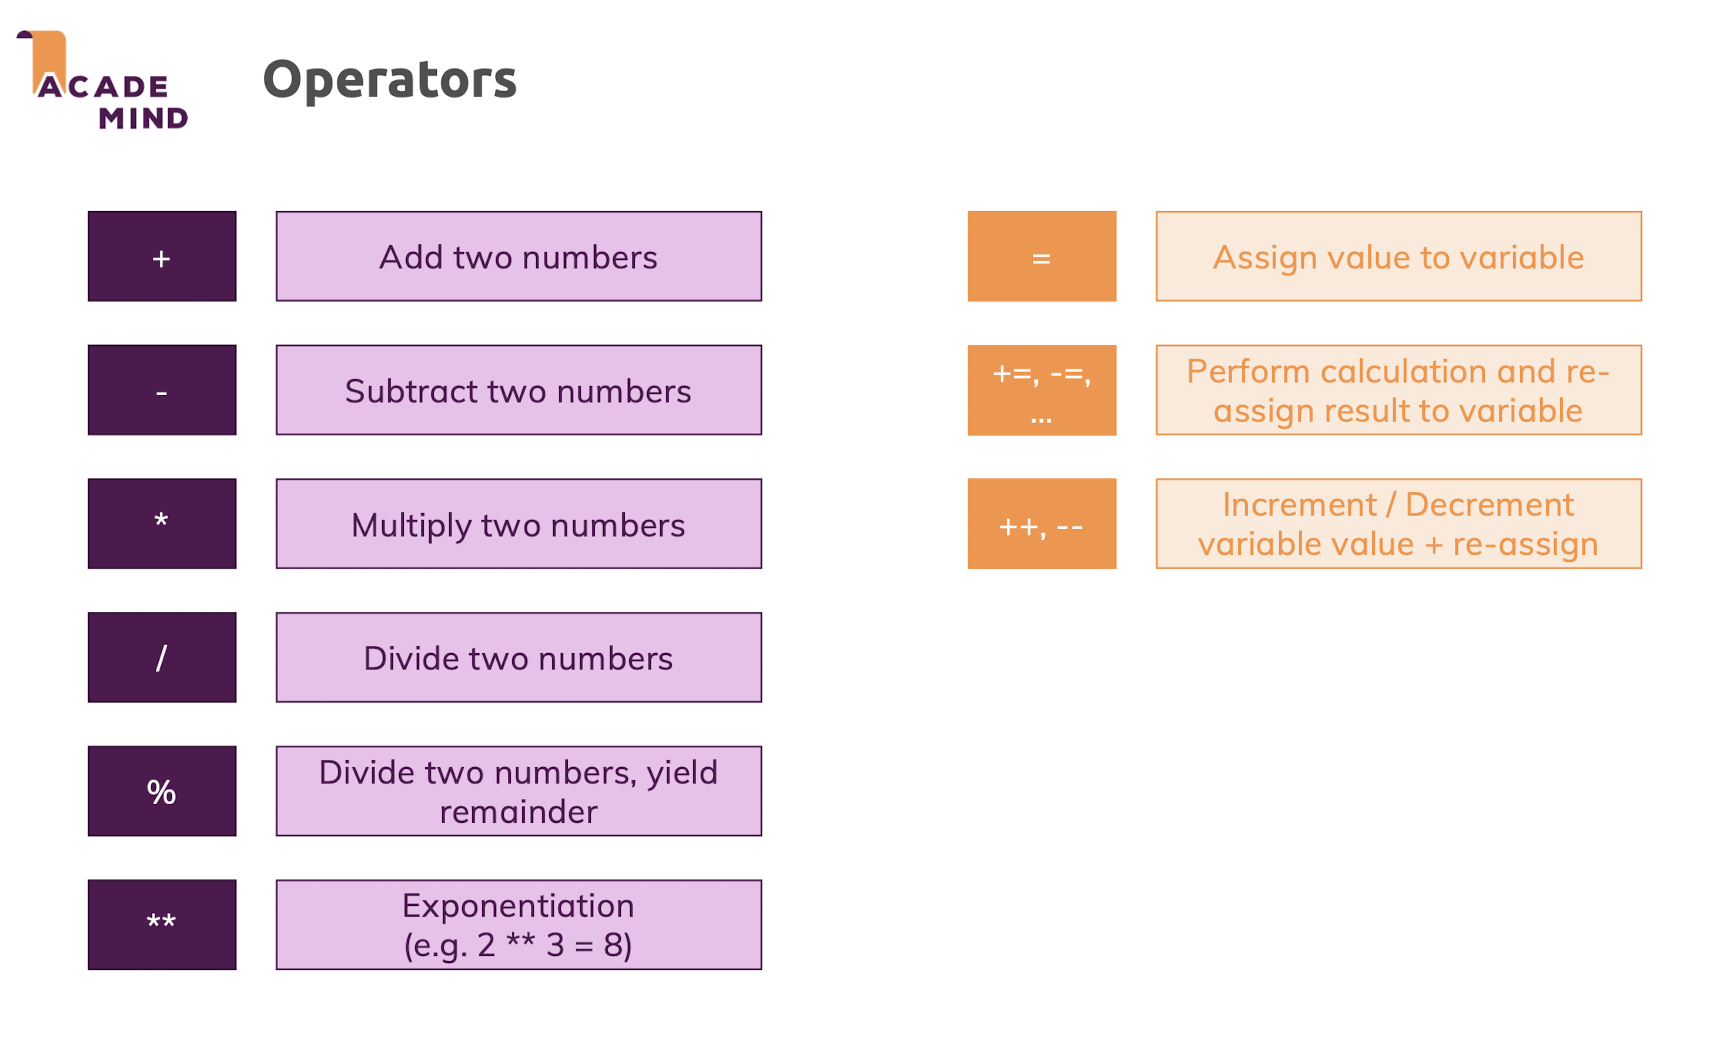 ACADE
MIND
Operators
+
Add two numbers
-
Subtract two numbers
*
Multiply two numbers
/
Divide two numbers
%
Divide two numbers, yield
remainder
**
Exponentiation
(e.g. 2 ** 3 = 8)
=
Assign value to variable
+=, -=,
...
Perform calculation and re-
assign result to variable
++, --
Increment / Decrement
variable value + re-assign